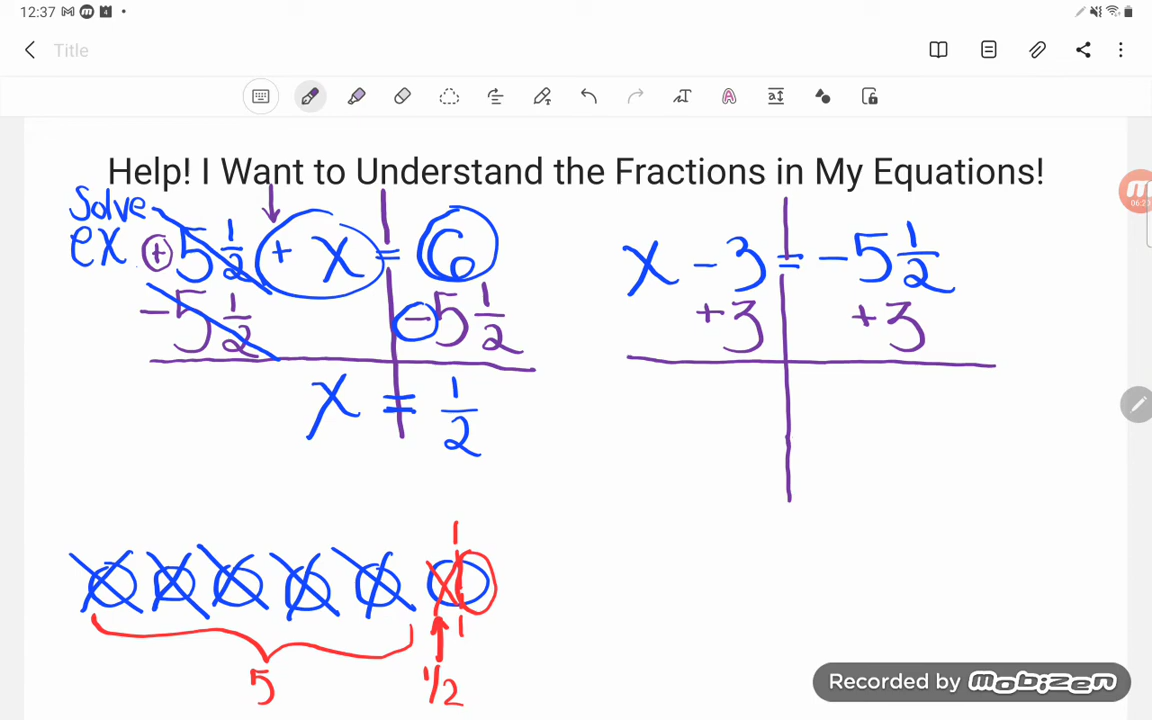 12:37
Title
Help! I Want to Understand the Fractions in My Equations!
Solve
ex + 5 1/2 + x = 6
- 5 1/2 - 5 1/2
x = 1/2
x - 3 = - 5 1/2
+ 3 + 3
5 1/2
Recorded by mobizen